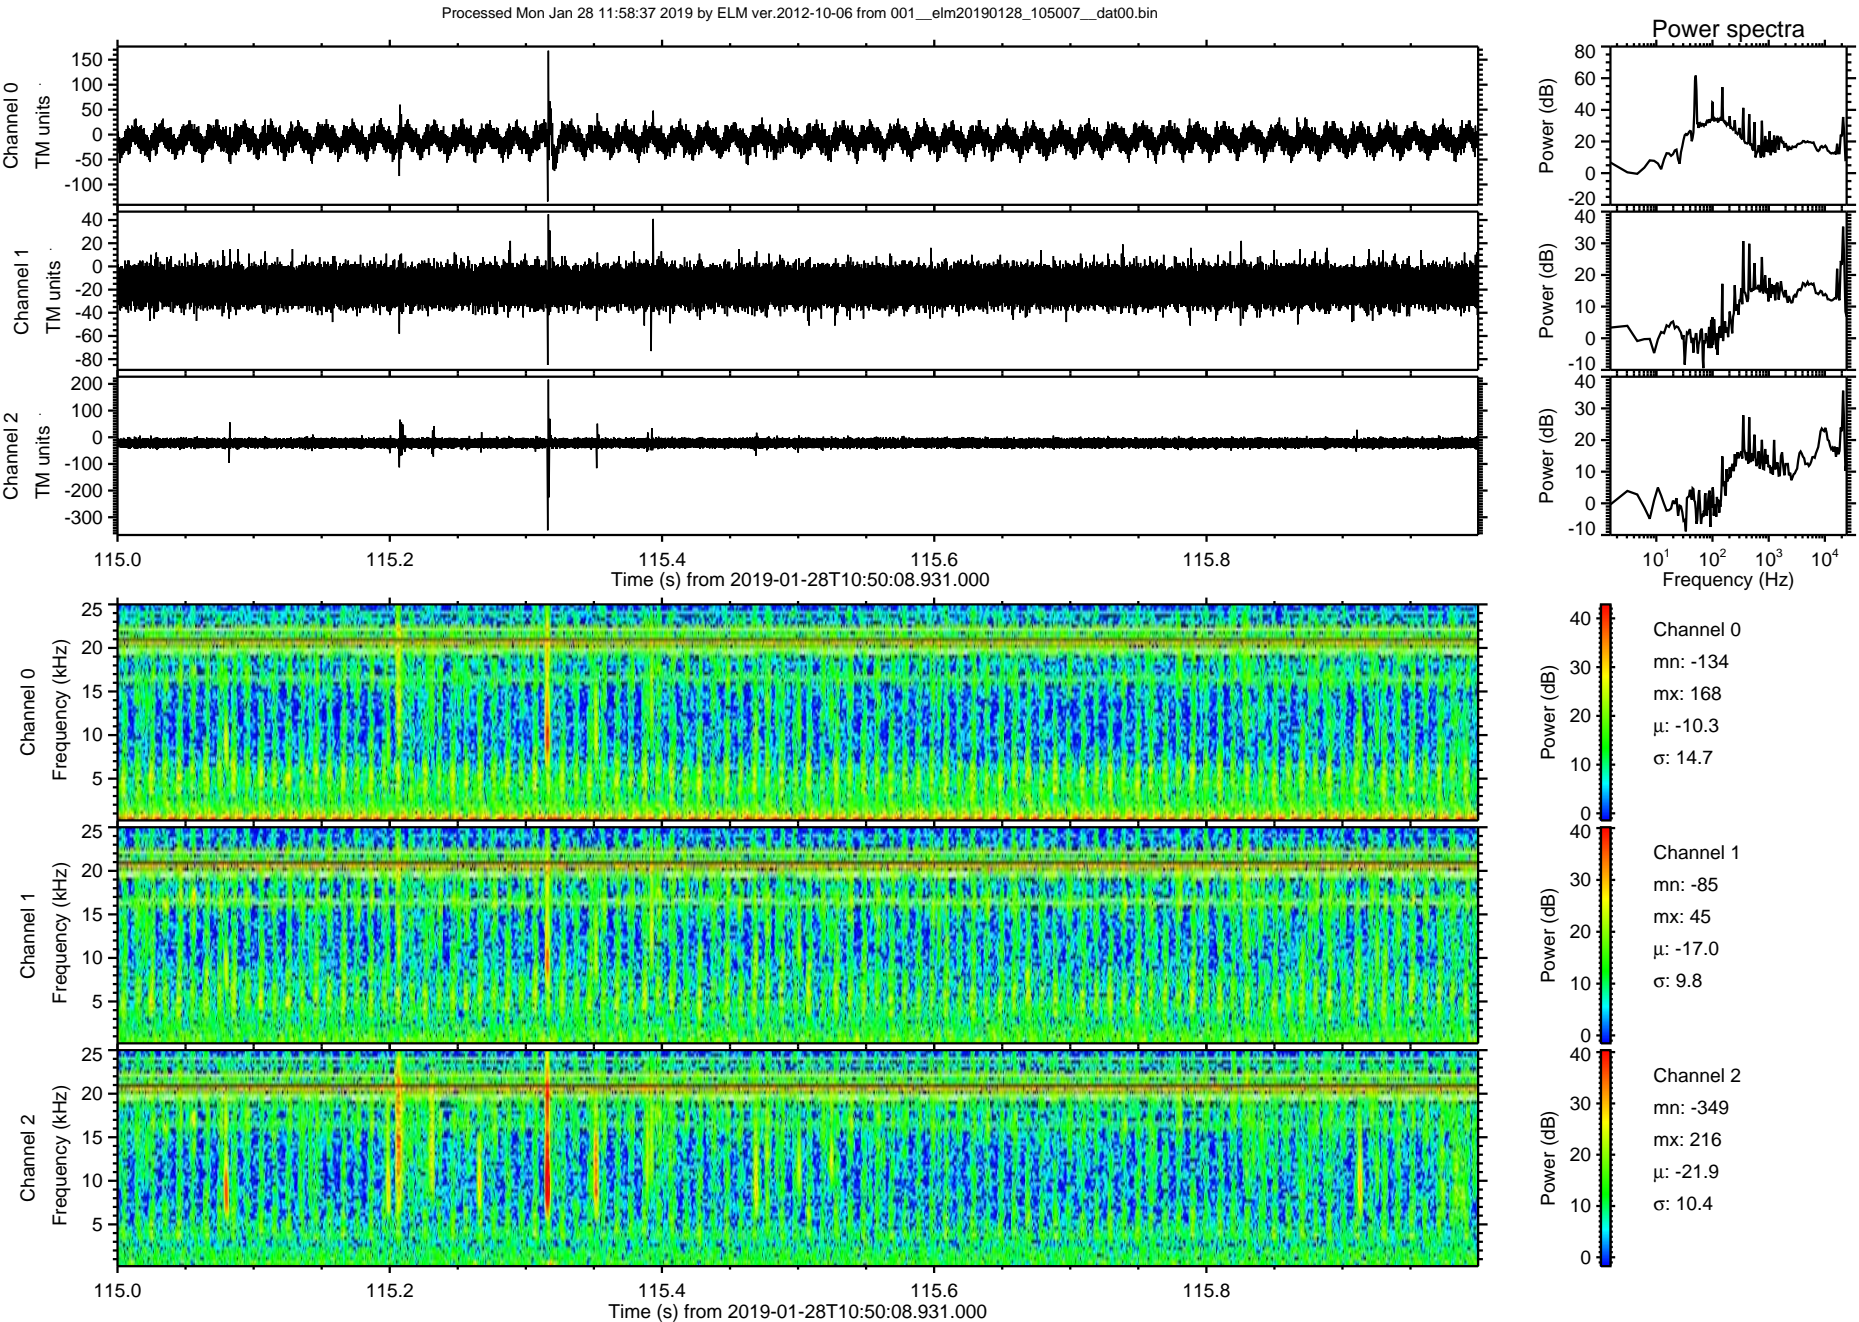 Processed Mon Jan 28 11:58:37 2019 by ELM ver.2012-10-06 from 001__elm20190128_105007__dat00.bin
Power spectra
Channel 0
TM units
150
100
50
0
-50
-100
Power (dB)
80
60
40
20
0
-20
Channel 1
TM units
40
20
0
-20
-40
-60
-80
Power (dB)
40
30
20
10
0
-10
Channel 2
TM units
200
100
0
-100
-200
-300
Power (dB)
40
30
20
10
0
-10
115.0 115.2 115.4 115.6 115.8
Time (s) from 2019-01-28T10:50:08.931.000
10¹ 10² 10³ 10⁴
Frequency (Hz)
Channel 0
Frequency (kHz)
25
20
15
10
5
Power (dB)
40
30
20
10
0
Channel 0
mn: -134
mx: 168
μ: -10.3
σ: 14.7
Channel 1
Frequency (kHz)
25
20
15
10
5
Power (dB)
40
30
20
10
0
Channel 1
mn: -85
mx: 45
μ: -17.0
σ: 9.8
Channel 2
Frequency (kHz)
25
20
15
10
5
Power (dB)
40
30
20
10
0
Channel 2
mn: -349
mx: 216
μ: -21.9
σ: 10.4
115.0 115.2 115.4 115.6 115.8
Time (s) from 2019-01-28T10:50:08.931.000